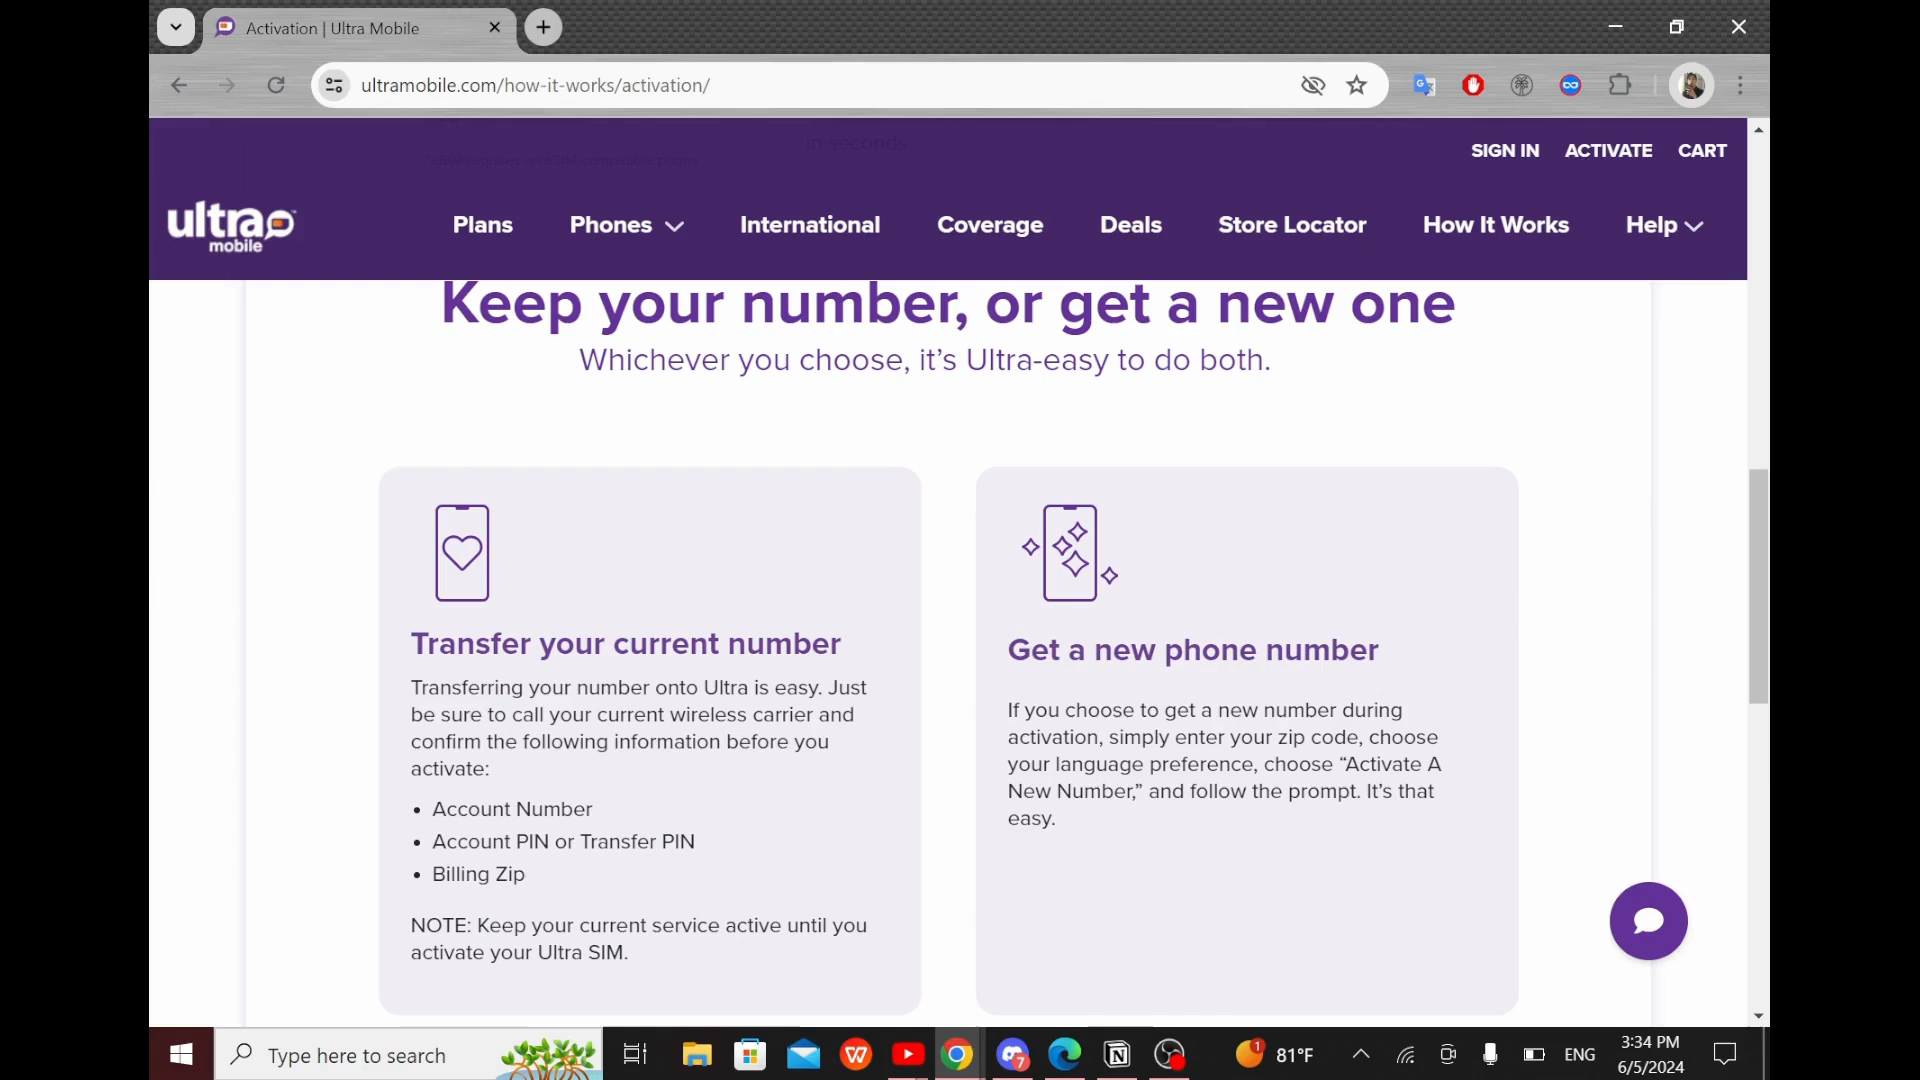 Activation | Ultra Mobile
ultramobile.com/how-it-works/activation/
in seconds.
SIGN IN ACTIVATE CART
ultra mobile
Plans Phones International Coverage Deals Store Locator How It Works Help
Keep your number, or get a new one
Whichever you choose, it’s Ultra-easy to do both.
Transfer your current number
Transferring your number onto Ultra is easy. Just
be sure to call your current wireless carrier and
confirm the following information before you
activate:
• Account Number
• Account PIN or Transfer PIN
• Billing Zip
NOTE: Keep your current service active until you
activate your Ultra SIM.
Get a new phone number
If you choose to get a new number during
activation, simply enter your zip code, choose
your language preference, choose “Activate A
New Number,” and follow the prompt. It’s that
easy.
Type here to search
7
1
81°F
ENG
3:34 PM
6/5/2024